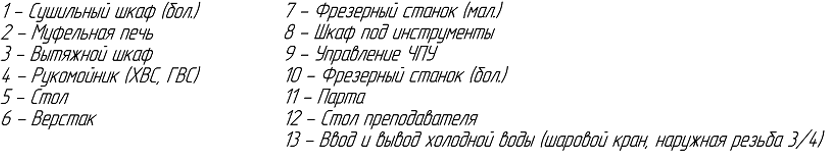 1 – Сушильный шкаф (бол.)
2 – Муфельная печь
3 – Вытяжной шкаф
4 – Рукомойник (ХВС, ГВС)
5 – Стол
6 – Верстак
7 – Фрезерный станок (мал.)
8 – Шкаф под инструменты
9 – Управление ЧПУ
10 – Фрезерный станок (бол.)
11 – Парта
12 – Стол преподавателя
13 – Ввод и вывод холодной воды (шаровой кран, наружная резьба 3/4)